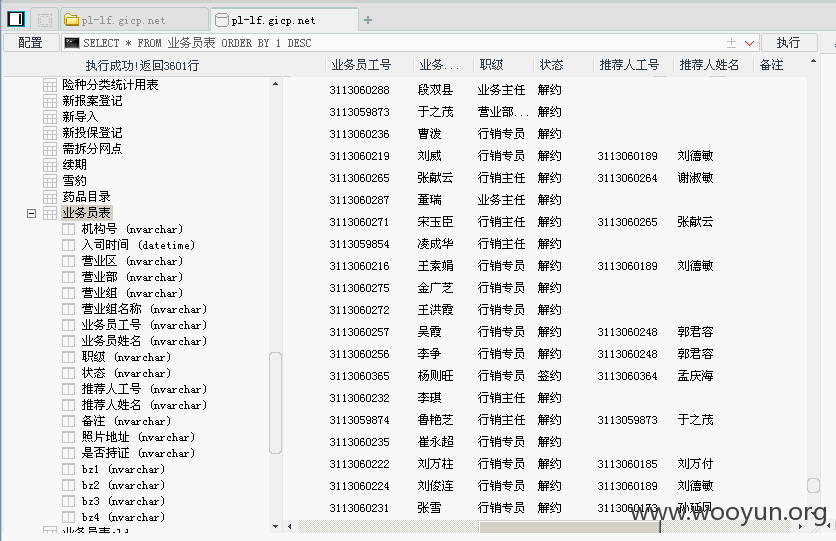 pl-lf.gicp.net pl-lf.gicp.net +
配置 SELECT * FROM 业务员表 ORDER BY 1 DESC 执行
执行成功!返回3601行
险种分类统计用表
新报案登记
新导入
新投保登记
需拆分网点
续期
雪豹
药品目录
业务员表
机构号 (nvarchar)
入司时间 (datetime)
营业区 (nvarchar)
营业部 (nvarchar)
营业组 (nvarchar)
营业组名称 (nvarchar)
业务员工号 (nvarchar)
业务员姓名 (nvarchar)
职级 (nvarchar)
状态 (nvarchar)
推荐人工号 (nvarchar)
推荐人姓名 (nvarchar)
备注 (nvarchar)
照片地址 (nvarchar)
是否持证 (nvarchar)
bz1 (nvarchar)
bz2 (nvarchar)
bz3 (nvarchar)
bz4 (nvarchar)
业务员工号 业务... 职级 状态 推荐人工号 推荐人姓名 备注
3113060288 段双县 业务主任 解约
3113059873 于之茂 营业部... 解约
3113060236 曹泼 行销专员 解约
3113060219 刘威 行销专员 解约 3113060189 刘德敏
3113060265 张献云 行销主任 解约 3113060264 谢淑敏
3113060287 董瑞 业务主任 解约
3113060271 宋玉臣 行销主任 解约 3113060265 张献云
3113059854 凌成华 行销主任 解约
3113060216 王素娟 行销专员 解约 3113060189 刘德敏
3113060275 金广芝 行销专员 解约
3113060272 王洪霞 行销专员 解约
3113060257 吴霞 行销专员 解约 3113060248 郭君容
3113060256 李争 行销专员 解约 3113060248 郭君容
3113060365 杨则旺 行销专员 签约 3113060364 孟庆海
3113060232 李琪 行销主任 解约
3113059874 鲁艳芝 行销主任 解约 3113059873 于之茂
3113060235 崔永超 行销专员 解约
3113060222 刘万柱 行销专员 解约 3113060185 刘万付
3113060224 刘俊连 行销专员 解约 3113060189 刘德敏
3113060231 张雪 行销专员 解约 3113060173 孙延凤
www.wooyun.org